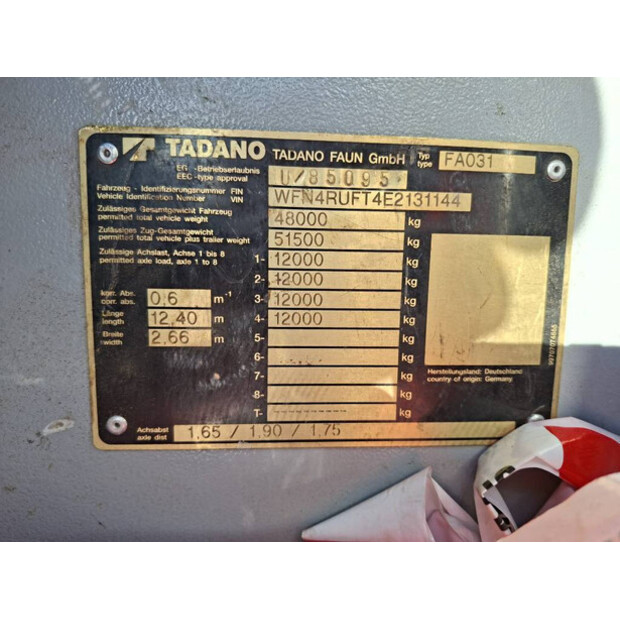 TADANO TADANO FAUN GmbH Typ type FA031
EG -Betriebserlaubnis
EEC -type approval
U/85095*
Fahrzeug - Identifizierungsnummer FIN
Vehicle Identification Number VIN
WFN4RUFT4E2131144
Zulässiges Gesamtgewicht Fahrzeug
permitted total vehicle weight
48000 kg
Zulässiges Zug-Gesamtgewicht
permitted total vehicle plus trailer weight
51500 kg
Zulässige Achslast, Achse 1 bis 8
permitted axle load, axle 1 to 8
1- 12000 kg
2- 12000 kg
3- 12000 kg
4- 12000 kg
5- kg
6- kg
7- kg
8- kg
T- ----------- kg
korr. Abs.
corr. abs.
0.6 m-1
Länge
length
12.40 m
Breite
width
2.66 m
Herstellungsland: Deutschland
country of origin: Germany
Achsabst
axle dist
1.65 / 1.90 / 1.75